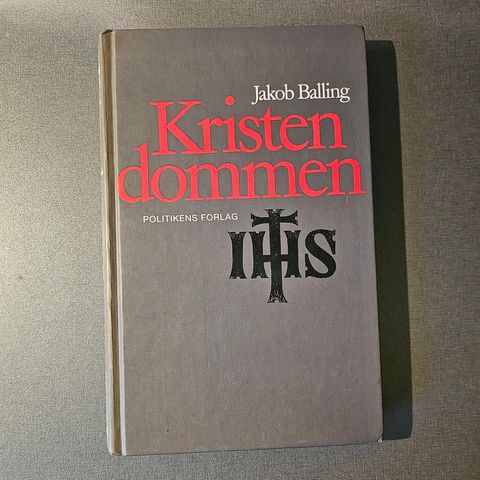 Jakob Balling
Kristen
dommen
POLITIKENS FORLAG
IHS